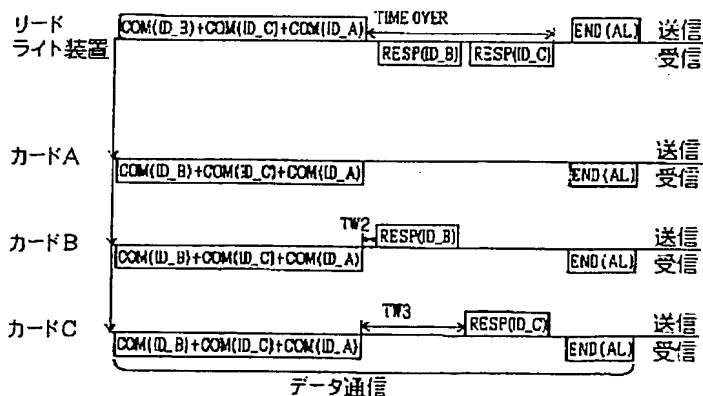 リード
ライト装置
COM(ID_B)+COM(ID_C)+COM(ID_A)
TIME OVER
END(AL)
送信
受信
RESP(ID_B)
RESP(ID_C)
カードA
送信
COM(ID_B)+COM(ID_C)+COM(ID_A)
END(AL)
受信
カードB
TW2
RESP(ID_B)
送信
COM(ID_B)+COM(ID_C)+COM(ID_A)
END(AL)
受信
カードC
TW3
RESP(ID_C)
送信
COM(ID_B)+COM(ID_C)+COM(ID_A)
END(AL)
受信
データ通信